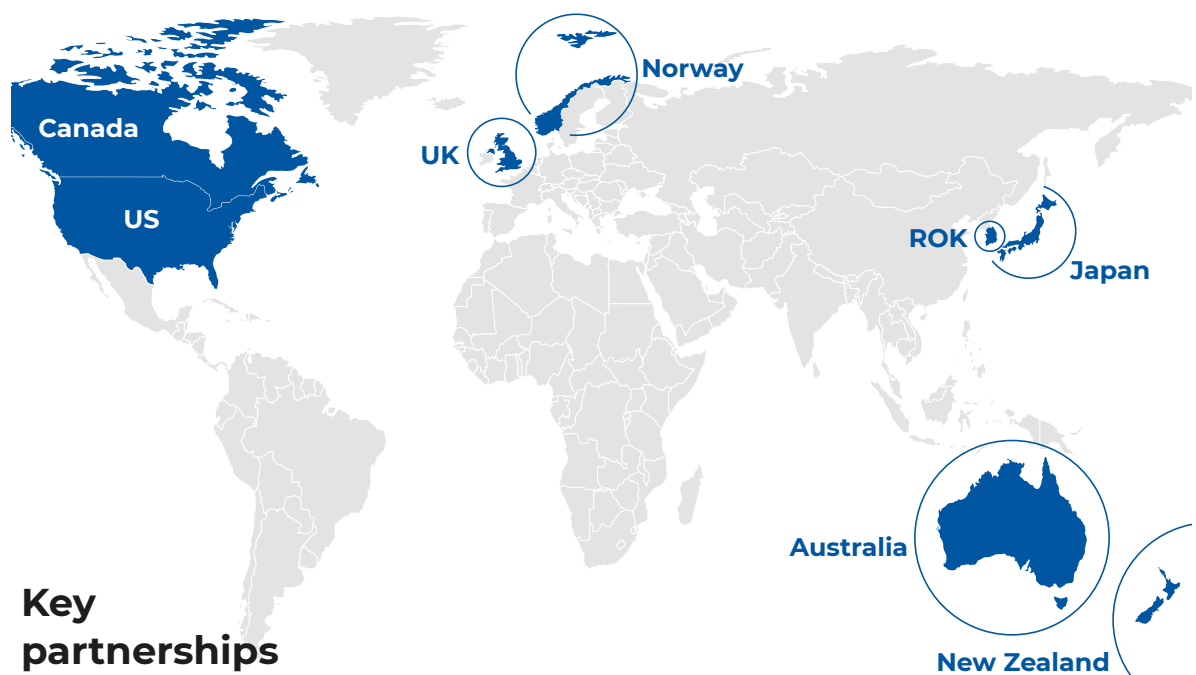 Norway
Canada
UK
US
ROK
Japan
Australia
Key
partnerships
New Zealand